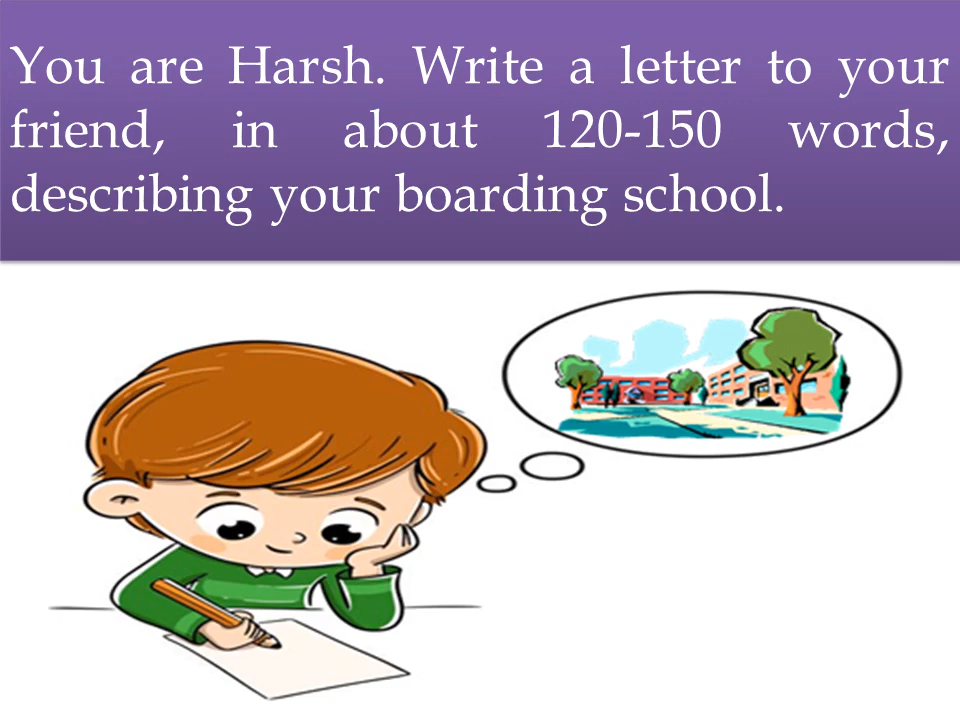 You are Harsh. Write a letter to your
friend, in about 120-150 words,
describing your boarding school.